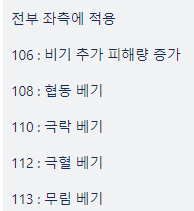 전부 좌측에 적용
106 : 비기 추가 피해량 증가
108 : 협동 베기
110 : 극락 베기
112 : 극혈 베기
113 : 무림 베기